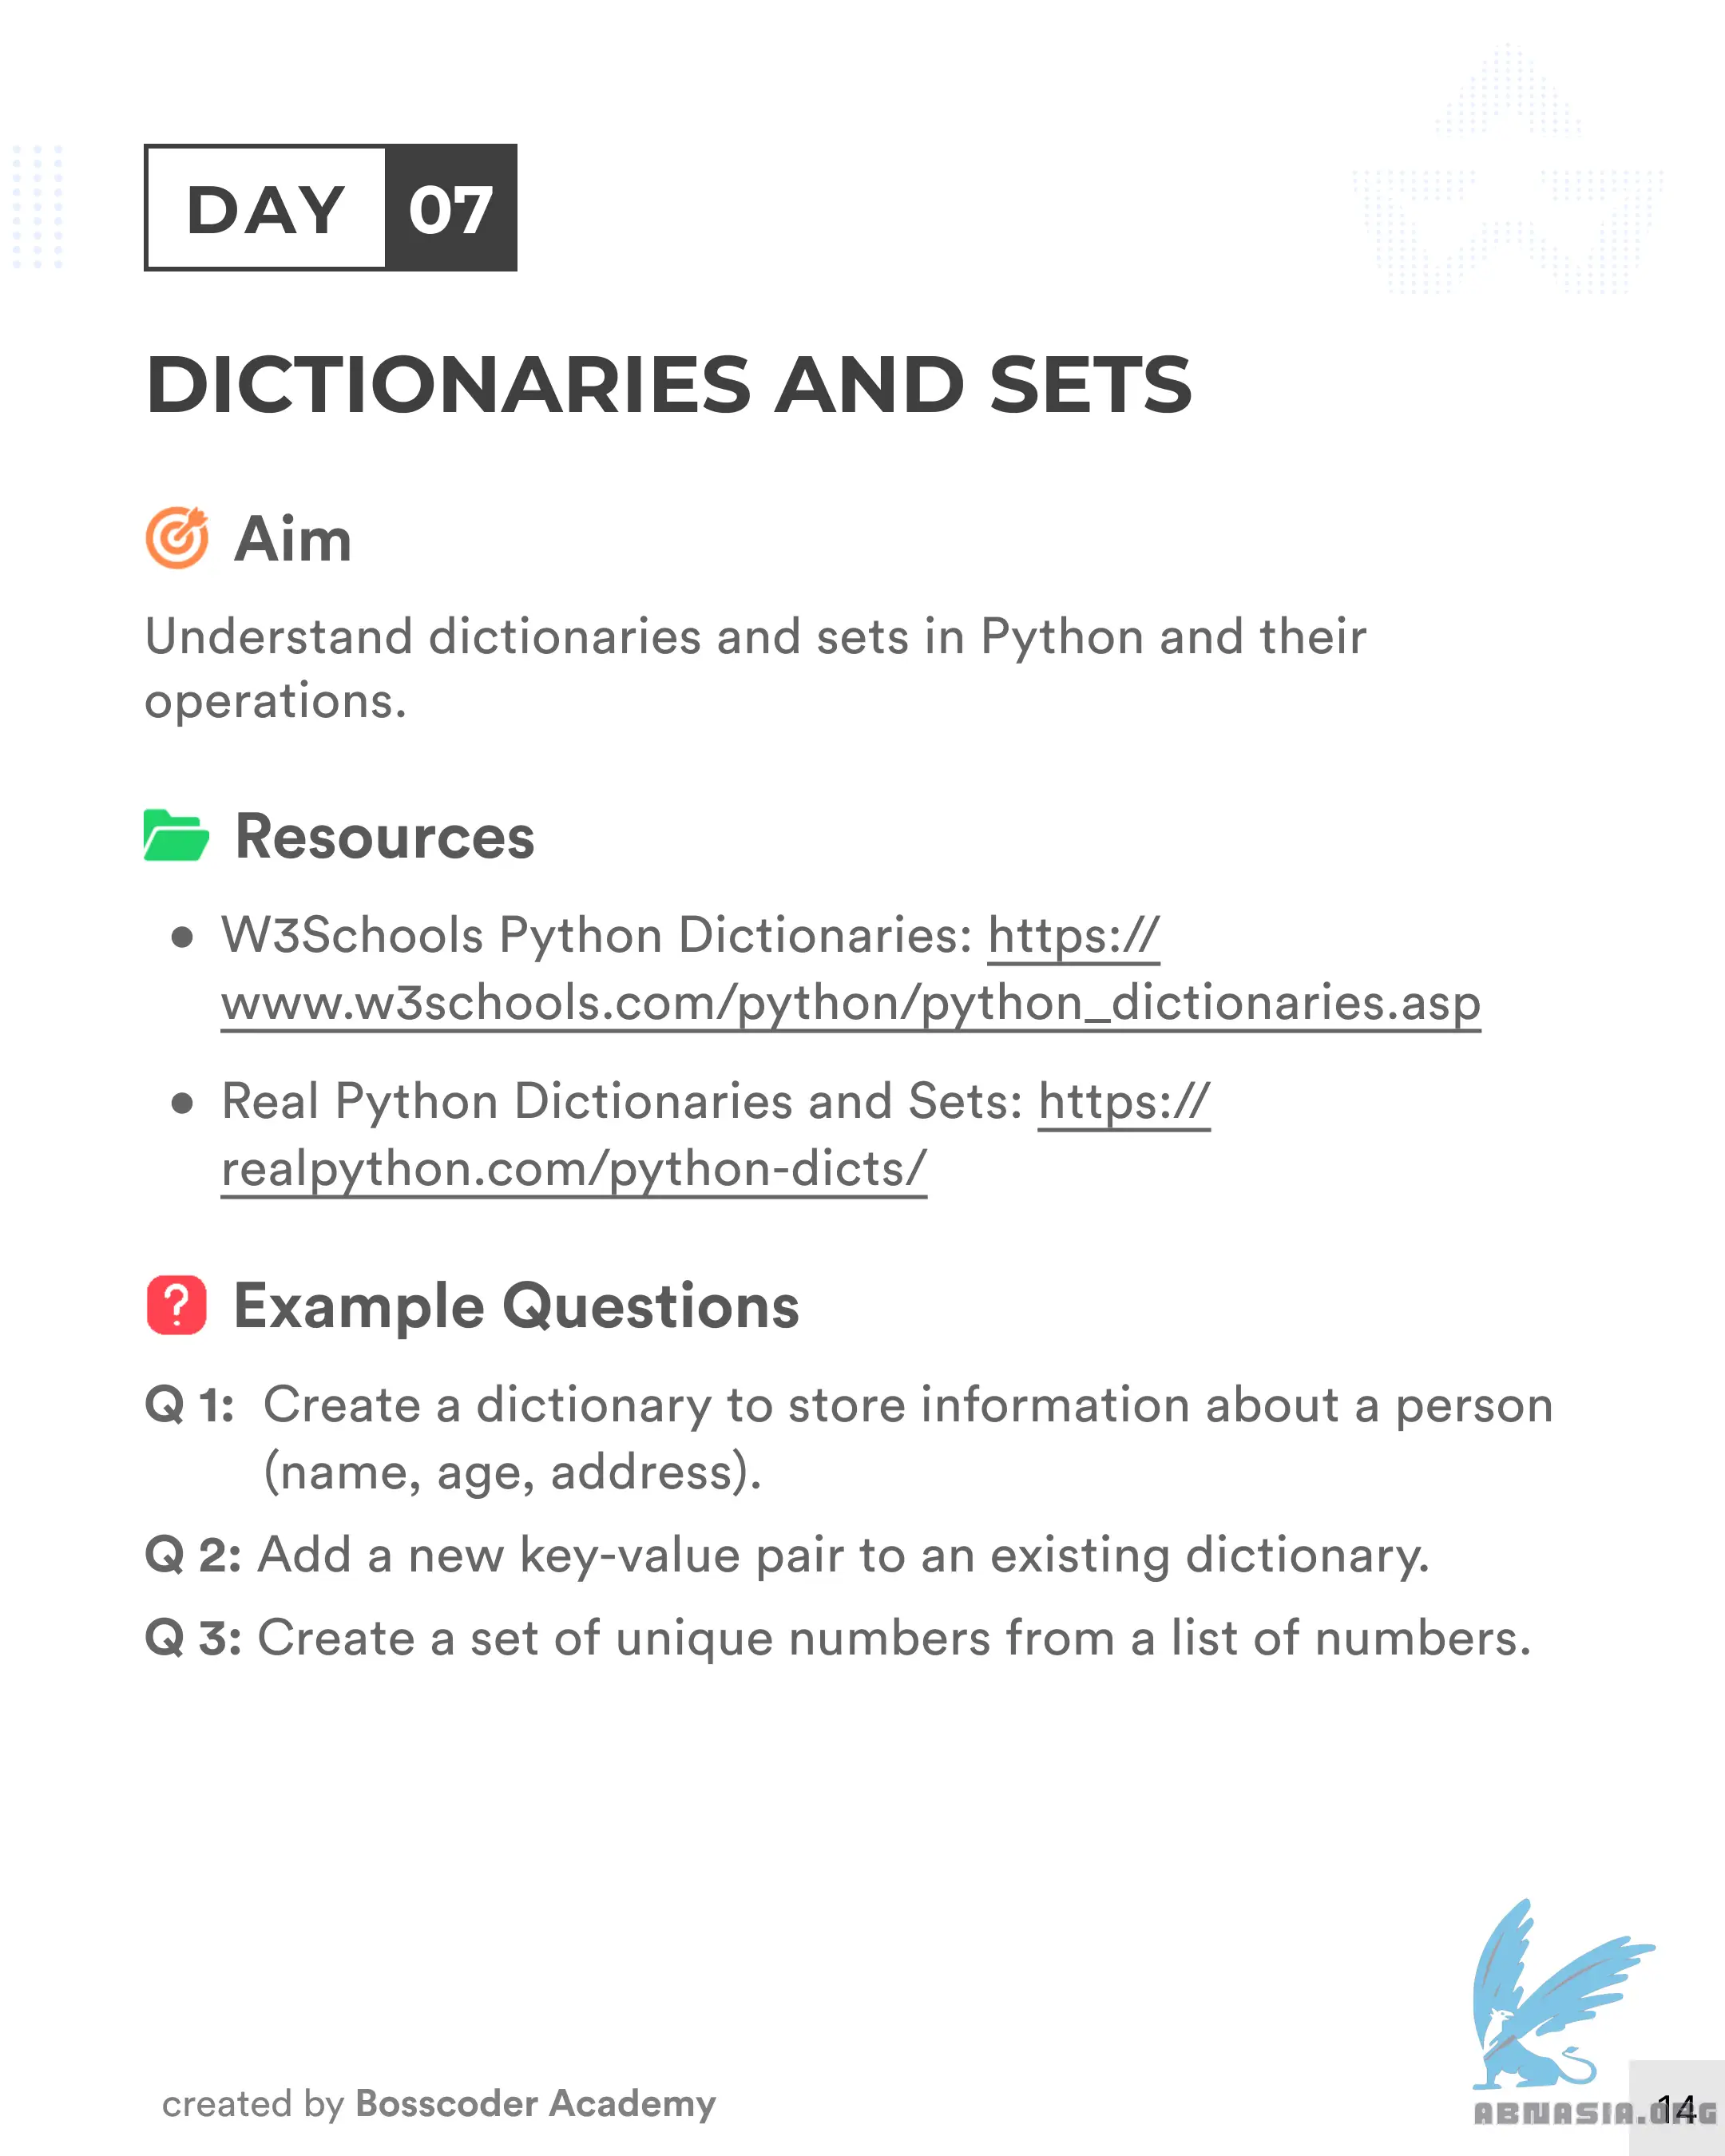 DAY 07
DICTIONARIES AND SETS
Aim
Understand dictionaries and sets in Python and their
operations.
Resources
● W3Schools Python Dictionaries: https://
www.w3schools.com/python/python_dictionaries.asp
● Real Python Dictionaries and Sets: https://
realpython.com/python-dicts/
? Example Questions
Q 1: Create a dictionary to store information about a person
(name, age, address).
Q 2: Add a new key-value pair to an existing dictionary.
Q 3: Create a set of unique numbers from a list of numbers.
created by Bosscoder Academy
14
ABNASIA.ORG